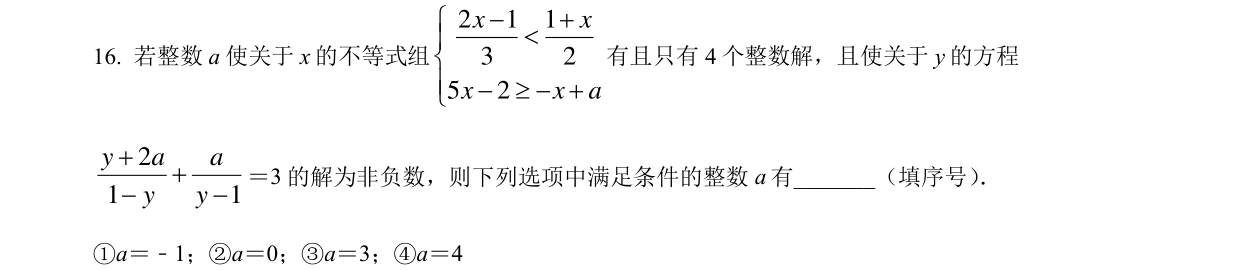 16. 若整数 a 使关于 x 的不等式组 { (2x−1)/3 < (1+x)/2 ; 5x−2≥−x+a 有且只有 4 个整数解，且使关于 y 的方程
(y+2a)/(1−y) + a/(y−1) =3 的解为非负数，则下列选项中满足条件的整数 a 有_______（填序号）.
①a＝﹣1；②a＝0；③a＝3；④a＝4